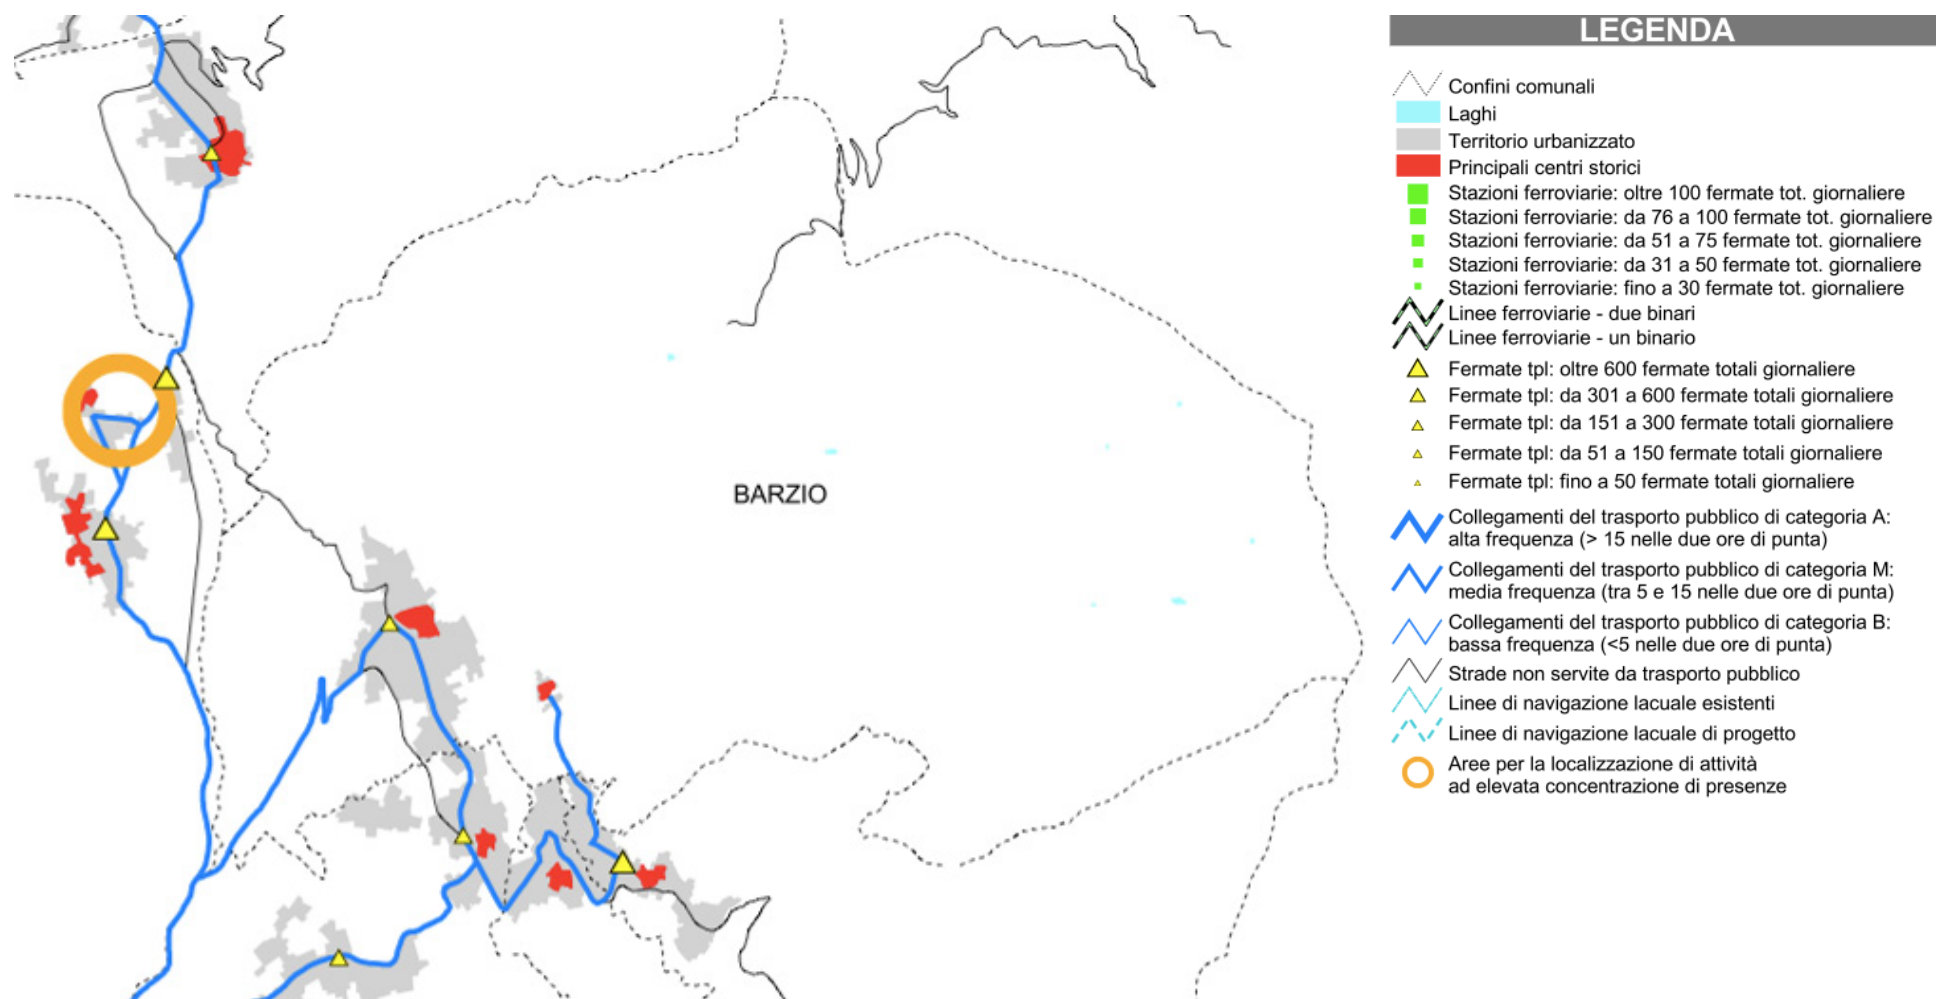 BARZIO
LEGENDA
Confini comunali
Laghi
Territorio urbanizzato
Principali centri storici
Stazioni ferroviarie: oltre 100 fermate tot. giornaliere
Stazioni ferroviarie: da 76 a 100 fermate tot. giornaliere
Stazioni ferroviarie: da 51 a 75 fermate tot. giornaliere
Stazioni ferroviarie: da 31 a 50 fermate tot. giornaliere
Stazioni ferroviarie: fino a 30 fermate tot. giornaliere
Linee ferroviarie - due binari
Linee ferroviarie - un binario
Fermate tpl: oltre 600 fermate totali giornaliere
Fermate tpl: da 301 a 600 fermate totali giornaliere
Fermate tpl: da 151 a 300 fermate totali giornaliere
Fermate tpl: da 51 a 150 fermate totali giornaliere
Fermate tpl: fino a 50 fermate totali giornaliere
Collegamenti del trasporto pubblico di categoria A:
alta frequenza (> 15 nelle due ore di punta)
Collegamenti del trasporto pubblico di categoria M:
media frequenza (tra 5 e 15 nelle due ore di punta)
Collegamenti del trasporto pubblico di categoria B:
bassa frequenza (<5 nelle due ore di punta)
Strade non servite da trasporto pubblico
Linee di navigazione lacuale esistenti
Linee di navigazione lacuale di progetto
Aree per la localizzazione di attività
ad elevata concentrazione di presenze